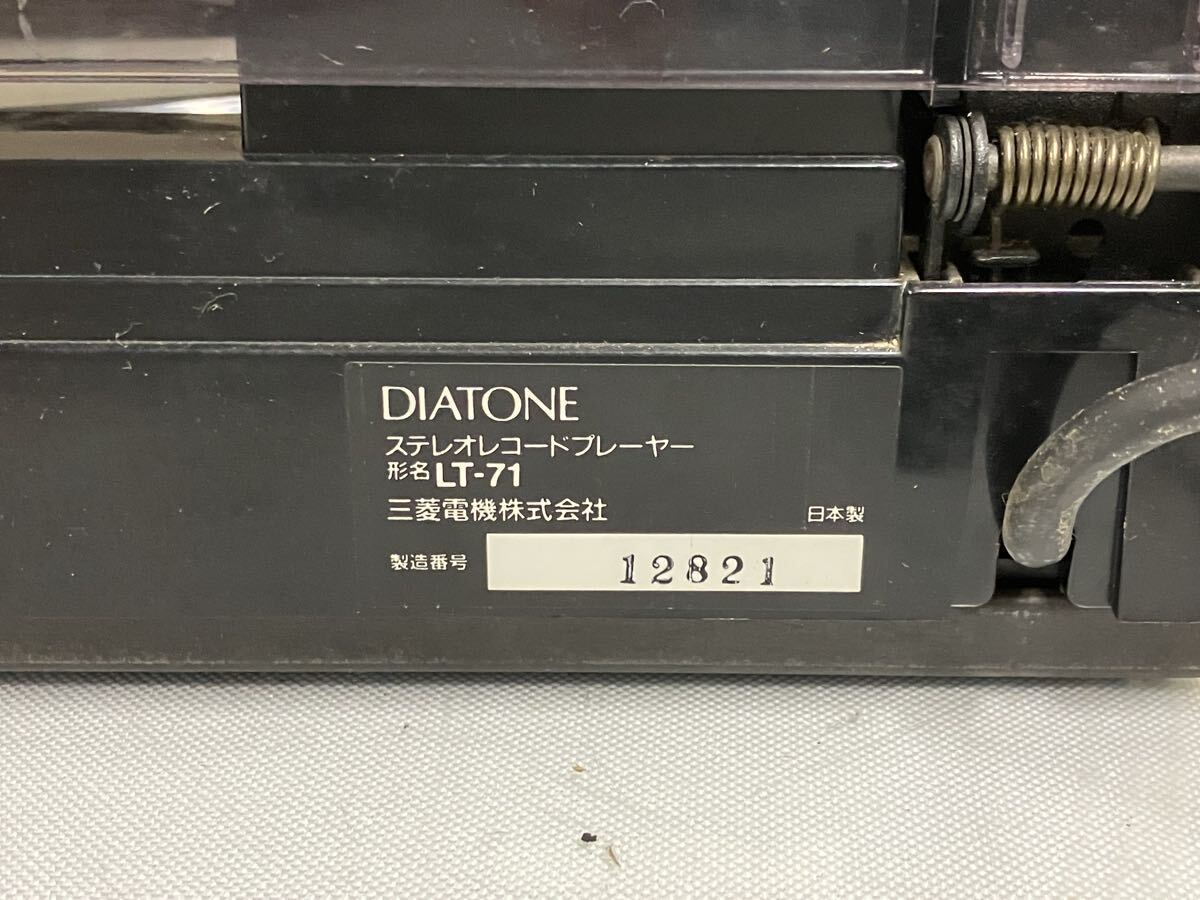 DIATONE
ステレオレコードプレーヤー
形名 LT-71
三菱電機株式会社 日本製
製造番号 12821